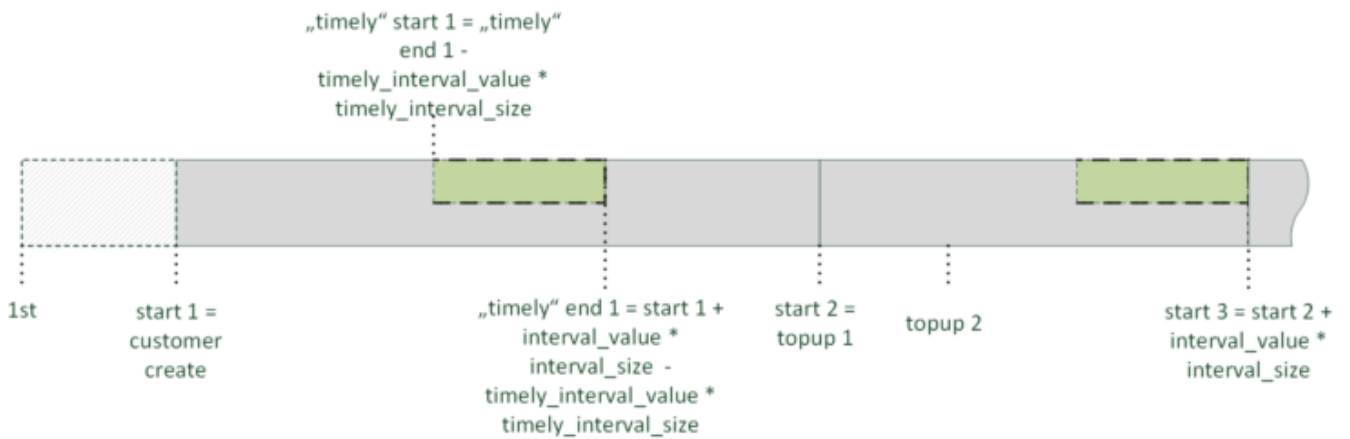 „timely“ start 1 = „timely“
end 1 -
timely_interval_value *
timely_interval_size
1st
start 1 =
customer
create
„timely“ end 1 = start 1 +
interval_value *
interval_size -
timely_interval_value *
timely_interval_size
start 2 =
topup 1
topup 2
start 3 = start 2 +
interval_value *
interval_size